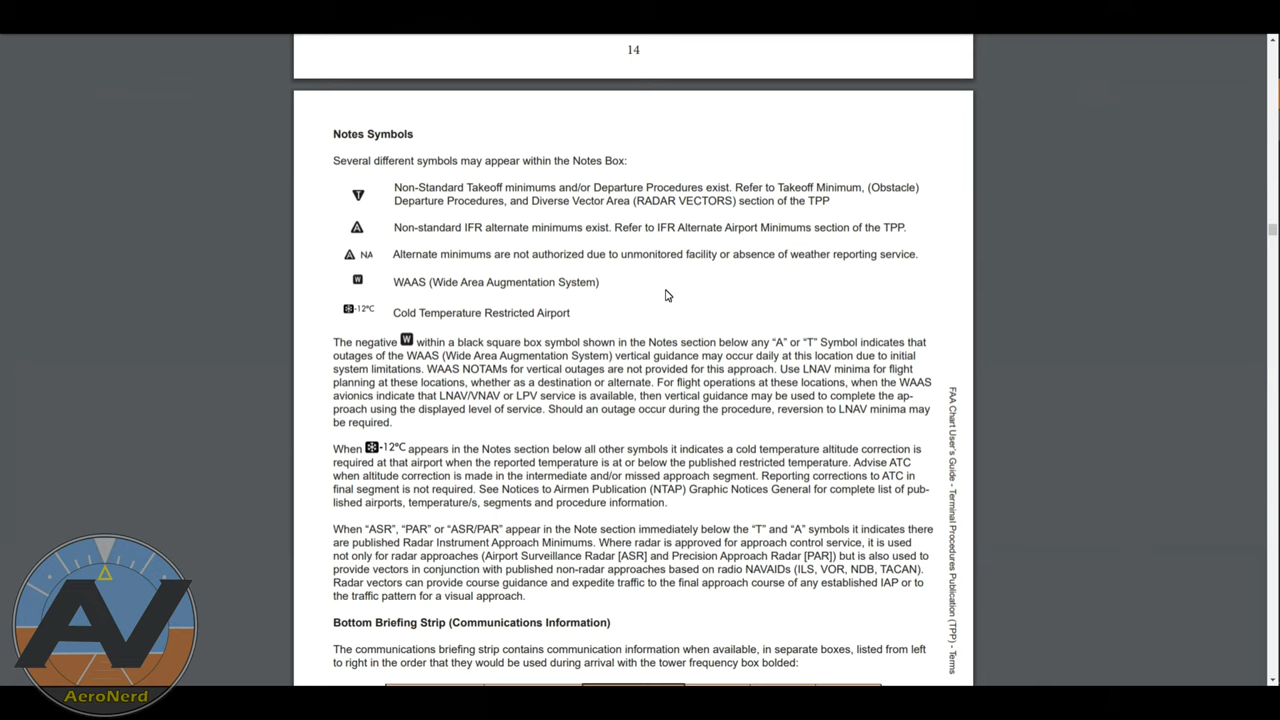 14
Notes Symbols
Several different symbols may appear within the Notes Box:
T Non-Standard Takeoff minimums and/or Departure Procedures exist. Refer to Takeoff Minimum, (Obstacle)
Departure Procedures, and Diverse Vector Area (RADAR VECTORS) section of the TPP
A Non-standard IFR alternate minimums exist. Refer to IFR Alternate Airport Minimums section of the TPP.
A NA Alternate minimums are not authorized due to unmonitored facility or absence of weather reporting service.
W WAAS (Wide Area Augmentation System)
-12°C Cold Temperature Restricted Airport
The negative W within a black square box symbol shown in the Notes section below any "A" or "T" Symbol indicates that
outages of the WAAS (Wide Area Augmentation System) vertical guidance may occur daily at this location due to initial
system limitations. WAAS NOTAMs for vertical outages are not provided for this approach. Use LNAV minima for flight
planning at these locations, whether as a destination or alternate. For flight operations at these locations, when the WAAS
avionics indicate that LNAV/VNAV or LPV service is available, then vertical guidance may be used to complete the ap-
proach using the displayed level of service. Should an outage occur during the procedure, reversion to LNAV minima may
be required.
When -12°C appears in the Notes section below all other symbols it indicates a cold temperature altitude correction is
required at that airport when the reported temperature is at or below the published restricted temperature. Advise ATC
when altitude correction is made in the intermediate and/or missed approach segment. Reporting corrections to ATC in
final segment is not required. See Notices to Airmen Publication (NTAP) Graphic Notices General for complete list of pub-
lished airports, temperature/s, segments and procedure information.
When "ASR", "PAR" or "ASR/PAR" appear in the Note section immediately below the "T" and "A" symbols it indicates there
are published Radar Instrument Approach Minimums. Where radar is approved for approach control service, it is used
not only for radar approaches (Airport Surveillance Radar [ASR] and Precision Approach Radar [PAR]) but is also used to
provide vectors in conjunction with published non-radar approaches based on radio NAVAIDs (ILS, VOR, NDB, TACAN).
Radar vectors can provide course guidance and expedite traffic to the final approach course of any established IAP or to
the traffic pattern for a visual approach.
Bottom Briefing Strip (Communications Information)
The communications briefing strip contains communication information when available, in separate boxes, listed from left
to right in the order that they would be used during arrival with the tower frequency box bolded:
FAA Chart User's Guide - Terminal Procedures Publication (TPP) - Terms
AV
AeroNerd